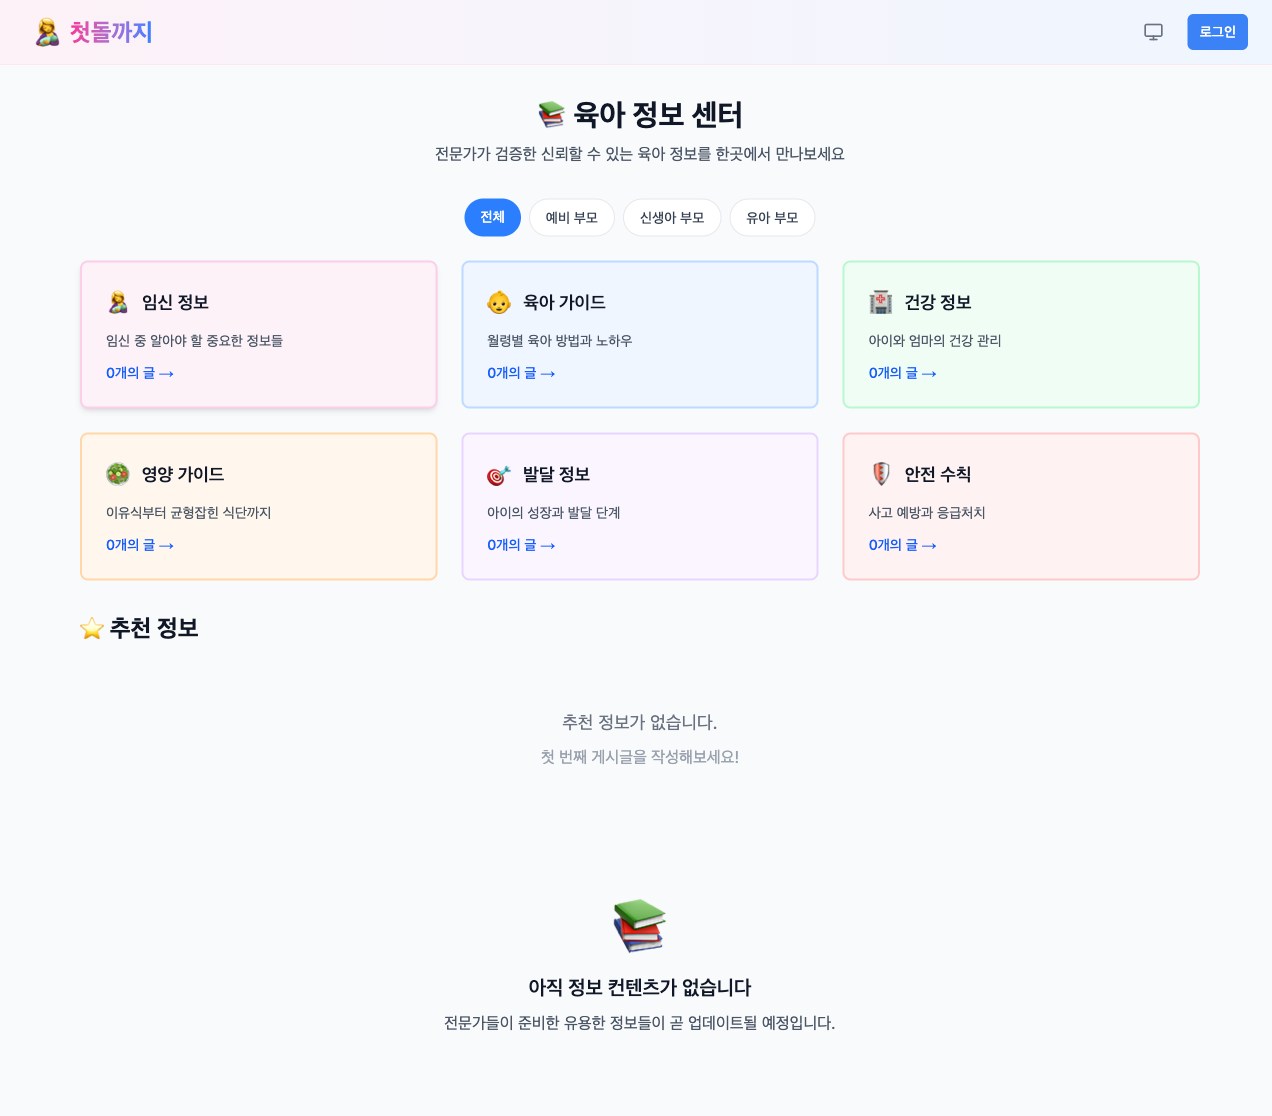 첫돌까지
로그인
육아 정보 센터
전문가가 검증한 신뢰할 수 있는 육아 정보를 한곳에서 만나보세요
전체
예비 부모
신생아 부모
유아 부모
임신 정보
임신 중 알아야 할 중요한 정보들
0개의 글 →
육아 가이드
월령별 육아 방법과 노하우
0개의 글 →
건강 정보
아이와 엄마의 건강 관리
0개의 글 →
영양 가이드
이유식부터 균형잡힌 식단까지
0개의 글 →
발달 정보
아이의 성장과 발달 단계
0개의 글 →
안전 수칙
사고 예방과 응급처치
0개의 글 →
추천 정보
추천 정보가 없습니다.
첫 번째 게시글을 작성해보세요!
아직 정보 컨텐츠가 없습니다
전문가들이 준비한 유용한 정보들이 곧 업데이트될 예정입니다.